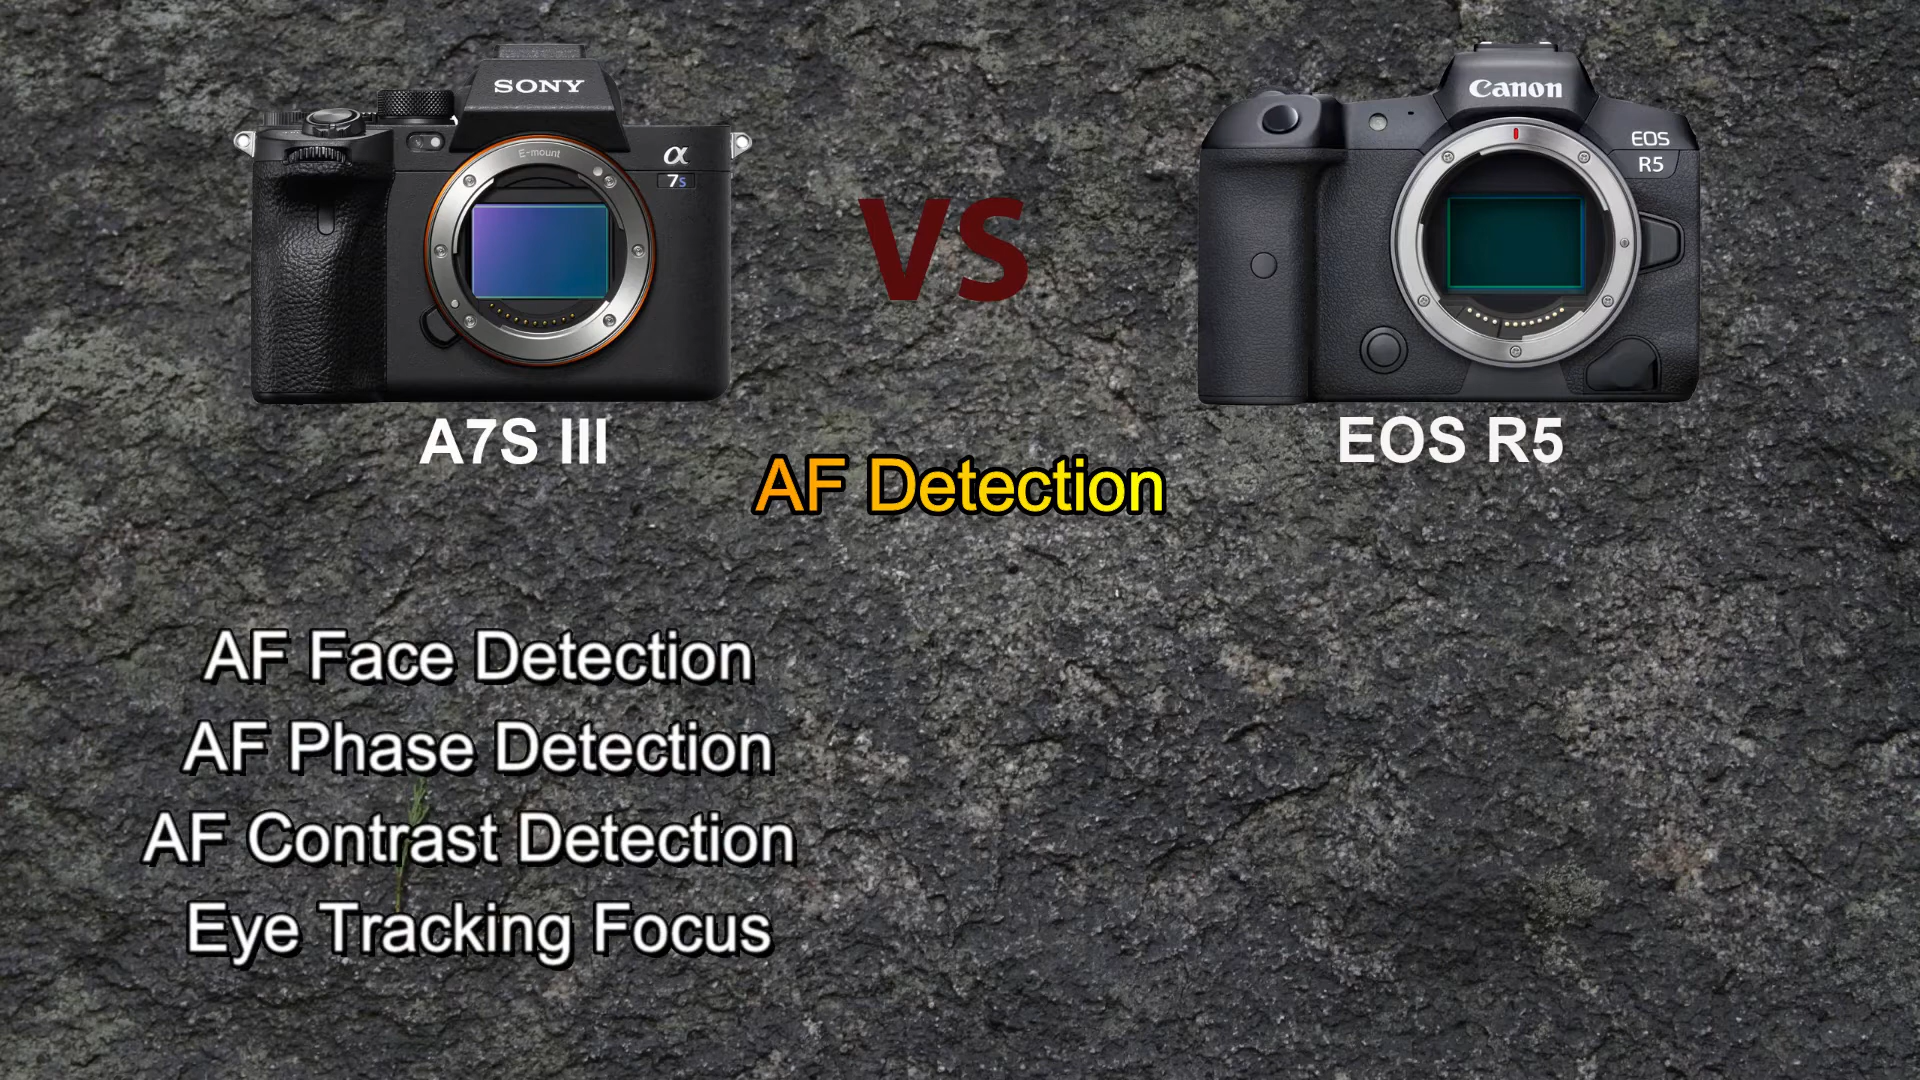 SONY
E-mount
α
7s
Canon
EOS
R5
VS
A7S III
EOS R5
AF Detection
AF Face Detection
AF Phase Detection
AF Contrast Detection
Eye Tracking Focus